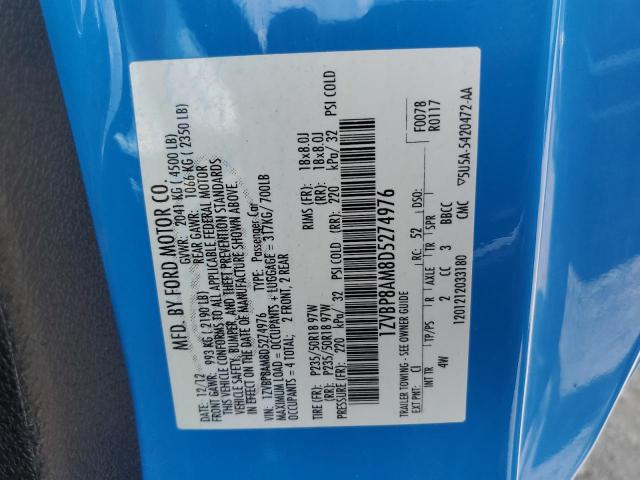 MFD. BY FORD MOTOR CO.
DATE: 12/12 GVWR: 2041 KG ( 4500 LB)
FRONT GAWR: 993 KG ( 2190 LB) REAR GAWR: 1066 KG ( 2350 LB)
THIS VEHICLE CONFORMS TO ALL APPLICABLE FEDERAL MOTOR
VEHICLE SAFETY, BUMPER, AND THEFT PREVENTION STANDARDS
IN EFFECT ON THE DATE OF MANUFACTURE SHOWN ABOVE.
VIN: 1ZVBP8AM8D5274976 TYPE: Passenger Car
MAXIMUM LOAD = OCCUPANTS + LUGGAGE = 317KG/ 700LB
OCCUPANTS = 4 TOTAL: 2 FRONT, 2 REAR
TIRE (FR): P235/50R18 97W RIMS (FR): 18x8.0J
(RR): P235/50R18 97W (RR): 18x8.0J
PRESSURE (FR): 220 kPa/ 32 PSI COLD (RR): 220 kPa/ 32 PSI COLD
1ZVBP8AM8D5274976
TRAILER TOWING - SEE OWNER GUIDE
F0078
R0117
EXT PNT: CI RC: 52 DSO:
INT TR TP/PS R AXLE TR SPR
4W 2 CC 3 BBCC
1201212033180 CMC ▽5U5A-5420472-AA